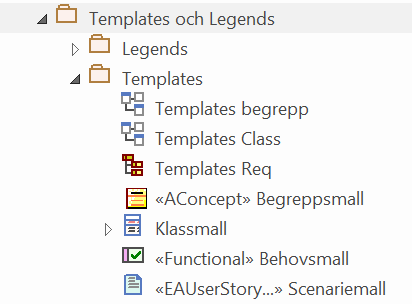 Templates och Legends
Legends
Templates
Templates begrepp
Templates Class
Templates Req
«AConcept» Begreppsmall
Klassmall
«Functional» Behovsmall
«EAUserStory...» Scenariemall